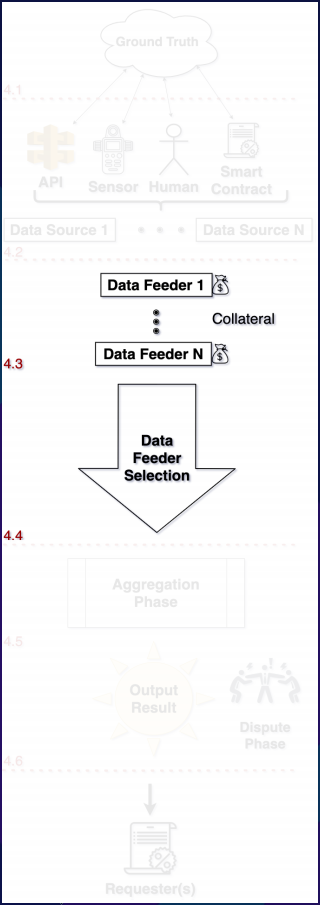 Ground Truth
4.1
API
Sensor
Human
Smart
Contract
Data Source 1
Data Source N
4.2
Data Feeder 1
Collateral
Data Feeder N
4.3
Data
Feeder
Selection
4.4
Aggregation
Phase
4.5
Output
Result
Dispute
Phase
4.6
Requester(s)